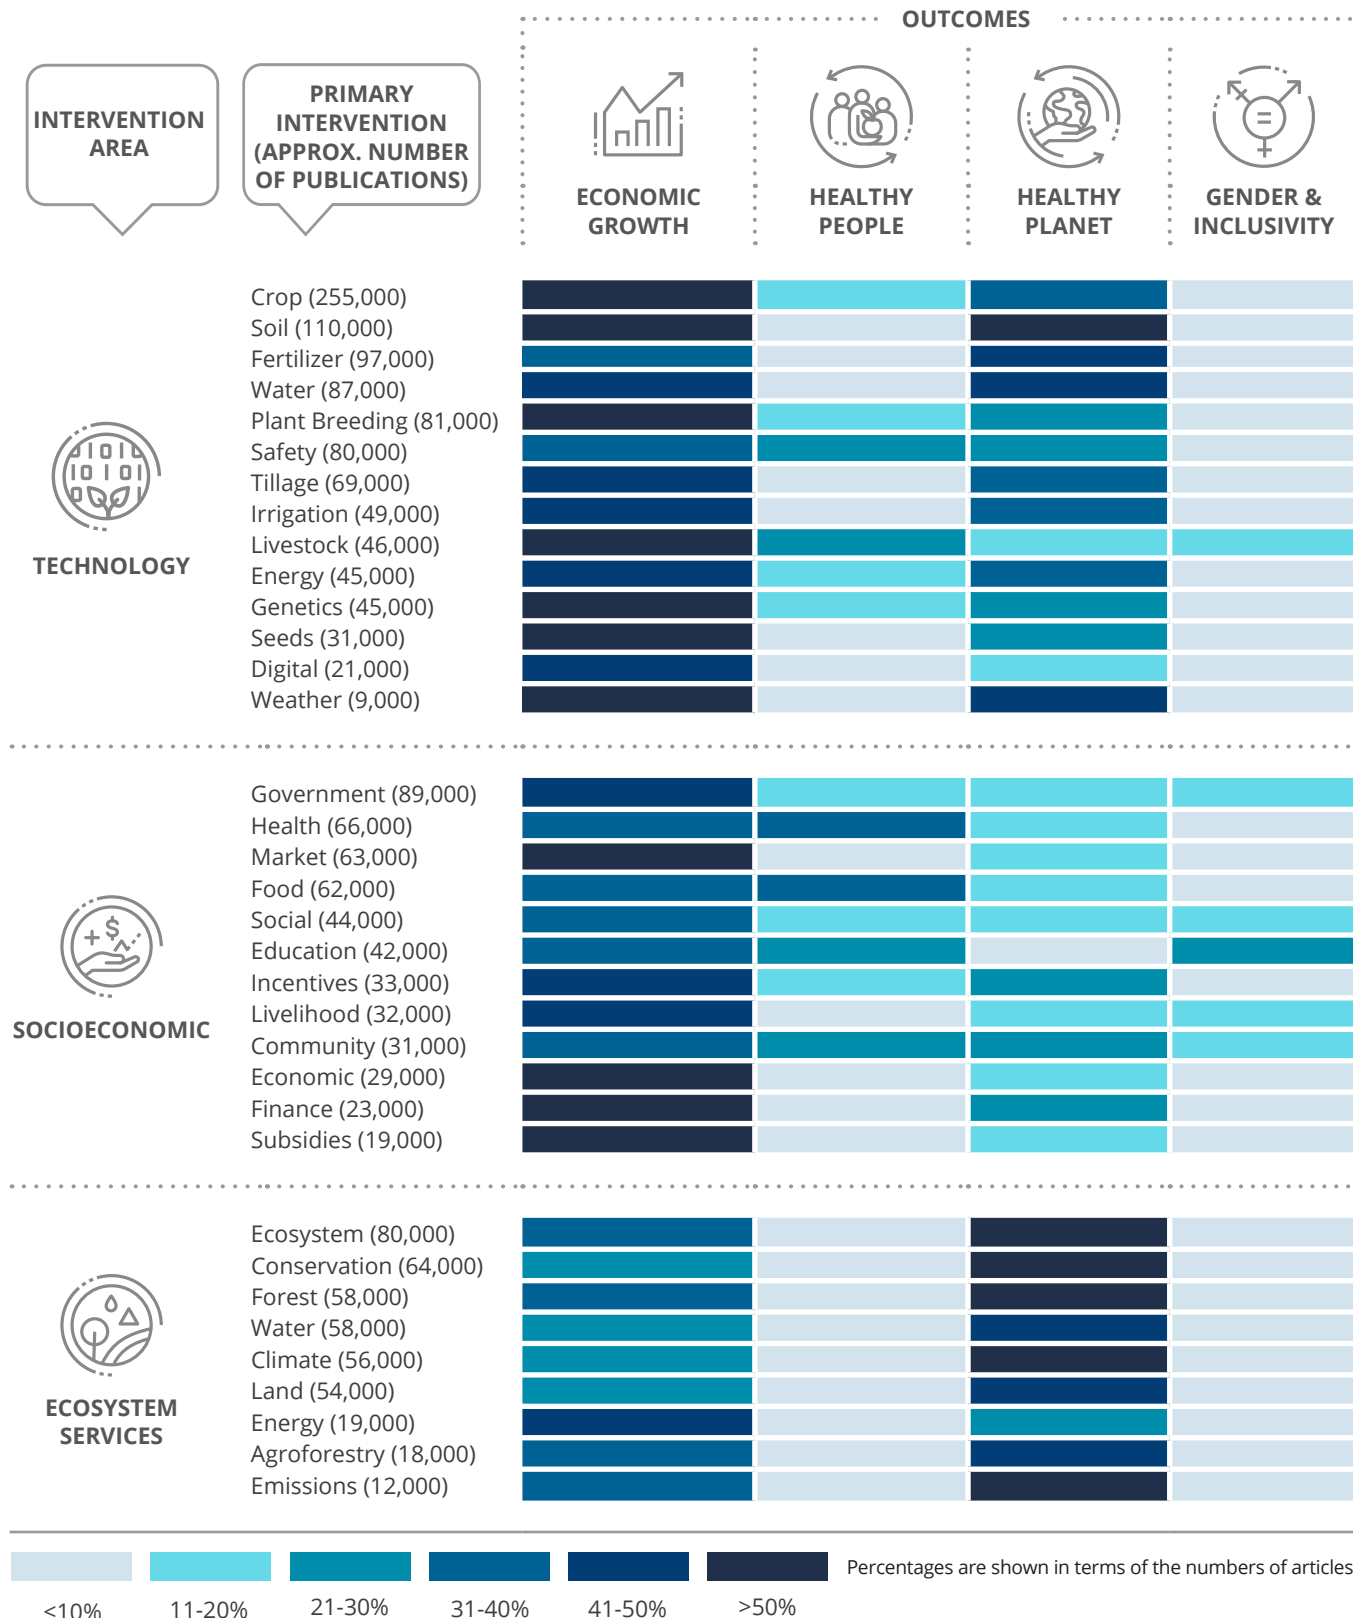 OUTCOMES
INTERVENTION
AREA
PRIMARY
INTERVENTION
(APPROX. NUMBER
OF PUBLICATIONS)
ECONOMIC
GROWTH
HEALTHY
PEOPLE
HEALTHY
PLANET
GENDER &
INCLUSIVITY
TECHNOLOGY
Crop (255,000)
Soil (110,000)
Fertilizer (97,000)
Water (87,000)
Plant Breeding (81,000)
Safety (80,000)
Tillage (69,000)
Irrigation (49,000)
Livestock (46,000)
Energy (45,000)
Genetics (45,000)
Seeds (31,000)
Digital (21,000)
Weather (9,000)
SOCIOECONOMIC
Government (89,000)
Health (66,000)
Market (63,000)
Food (62,000)
Social (44,000)
Education (42,000)
Incentives (33,000)
Livelihood (32,000)
Community (31,000)
Economic (29,000)
Finance (23,000)
Subsidies (19,000)
ECOSYSTEM
SERVICES
Ecosystem (80,000)
Conservation (64,000)
Forest (58,000)
Water (58,000)
Climate (56,000)
Land (54,000)
Energy (19,000)
Agroforestry (18,000)
Emissions (12,000)
<10%
11-20%
21-30%
31-40%
41-50%
>50%
Percentages are shown in terms of the numbers of articles